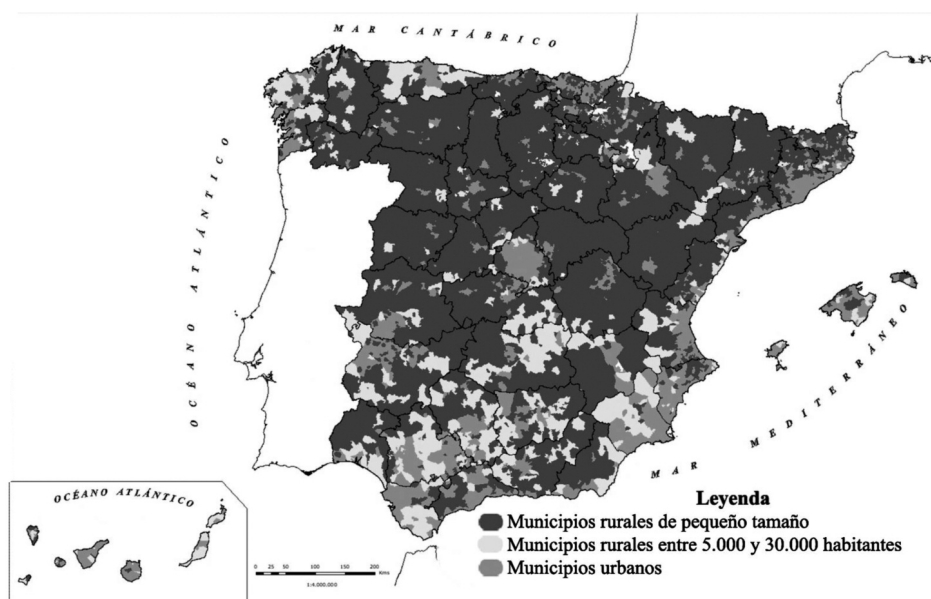 MAR CANTÁBRICO
OCÉANO ATLÁNTICO
MAR MEDITERRÁNEO
OCÉANO ATLÁNTICO
Leyenda
Municipios rurales de pequeño tamaño
Municipios rurales entre 5.000 y 30.000 habitantes
Municipios urbanos
0 25 50 100 150 200
Kms
1:4.000.000